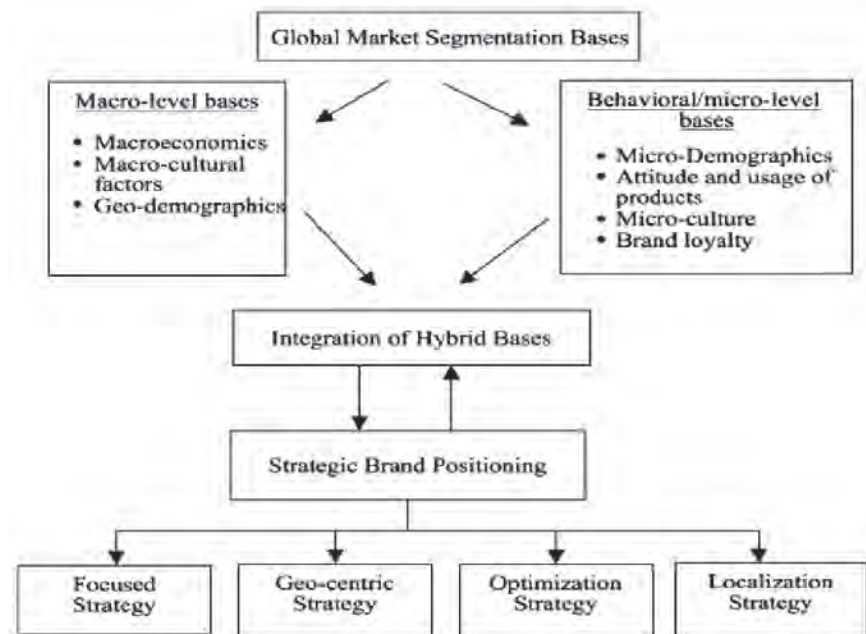 Global Market Segmentation Bases
Macro-level bases
• Macroeconomics
• Macro-cultural
factors
• Geo-demographics
Behavioral/micro-level
bases
• Micro-Demographics
• Attitude and usage of
products
• Micro-culture
• Brand loyalty
Integration of Hybrid Bases
Strategic Brand Positioning
Focused
Strategy
Geo-centric
Strategy
Optimization
Strategy
Localization
Strategy